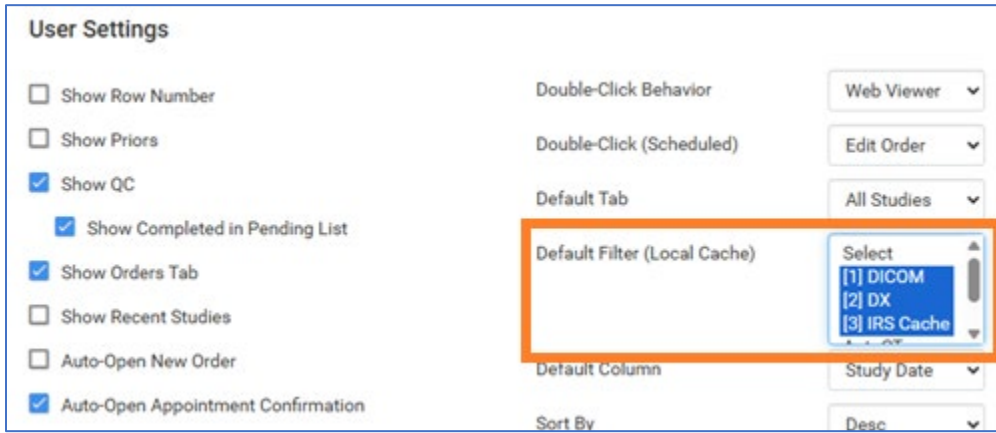 User Settings
Show Row Number
Show Priors
Show QC
Show Completed in Pending List
Show Orders Tab
Show Recent Studies
Auto-Open New Order
Auto-Open Appointment Confirmation
Double-Click Behavior Web Viewer
Double-Click (Scheduled) Edit Order
Default Tab All Studies
Default Filter (Local Cache) Select
[1] DICOM
[2] DX
[3] IRS Cache
Default Column Study Date
Sort By Desc